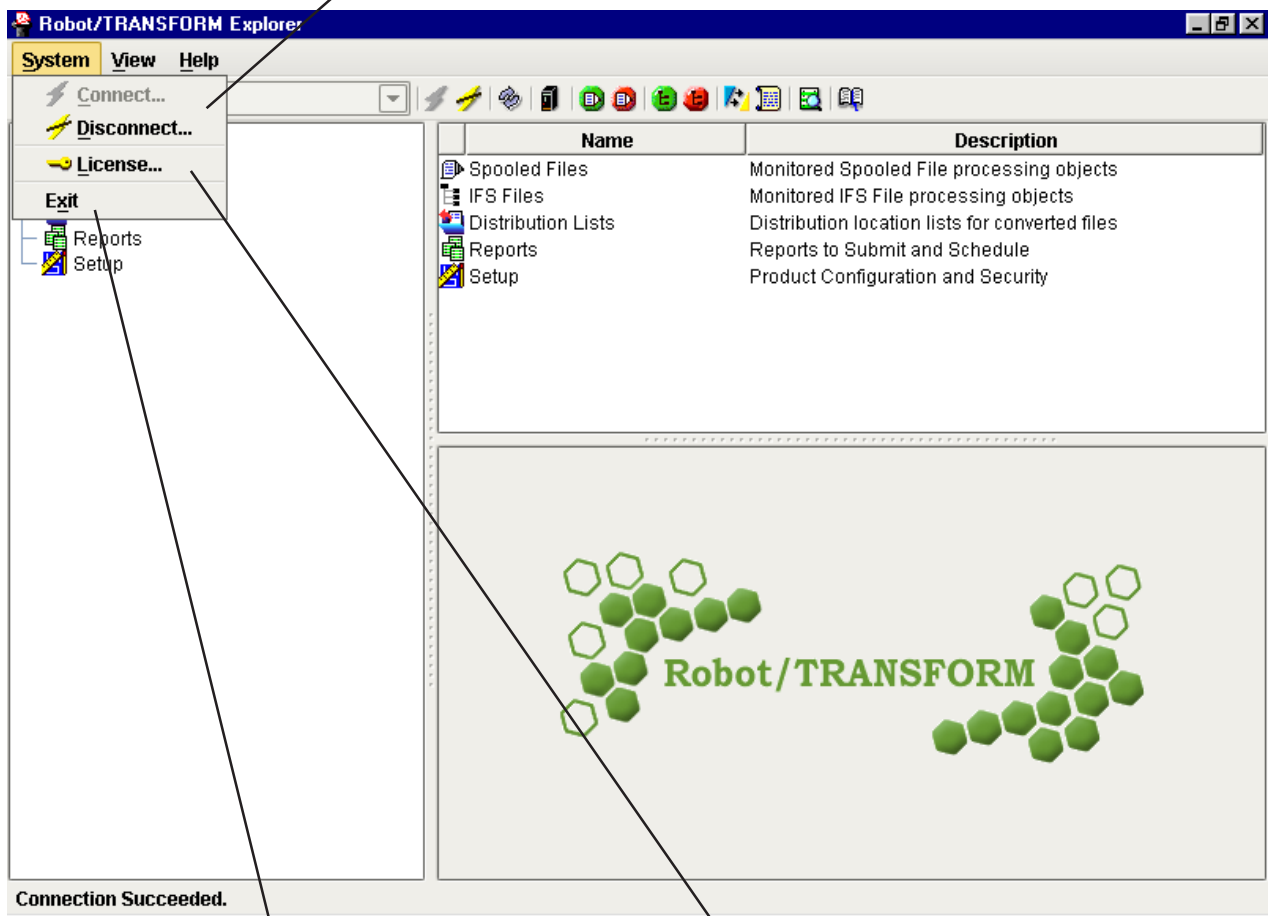 Robot/TRANSFORM Explorer
System View Help
Connect...
Disconnect...
License...
Exit
Reports
Setup
Name Description
Spooled Files Monitored Spooled File processing objects
IFS Files Monitored IFS File processing objects
Distribution Lists Distribution location lists for converted files
Reports Reports to Submit and Schedule
Setup Product Configuration and Security
Robot/TRANSFORM
Connection Succeeded.